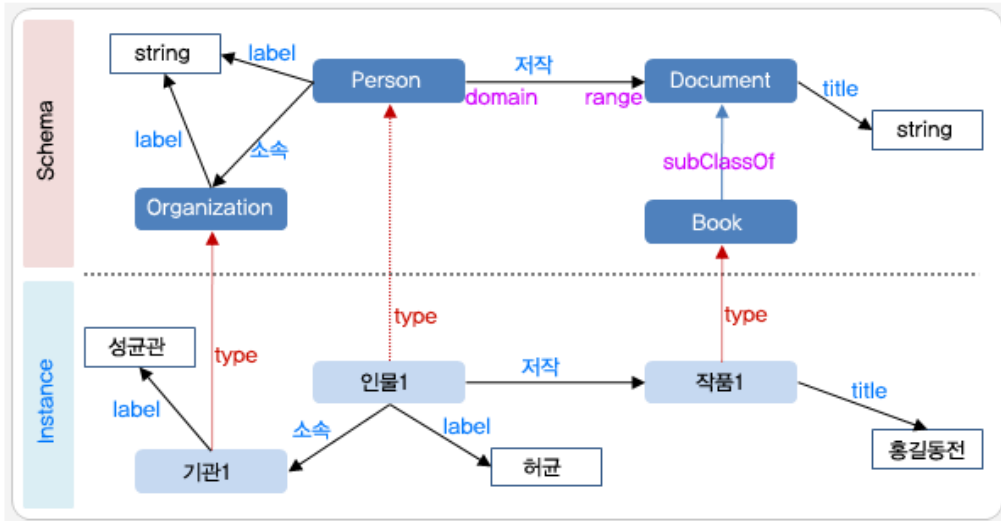 Schema
string
label
Person
저작
domain
range
Document
title
string
label
소속
subClassOf
Organization
Book
Instance
type
type
type
성균관
label
인물1
저작
작품1
title
소속
label
기관1
허균
홍길동전